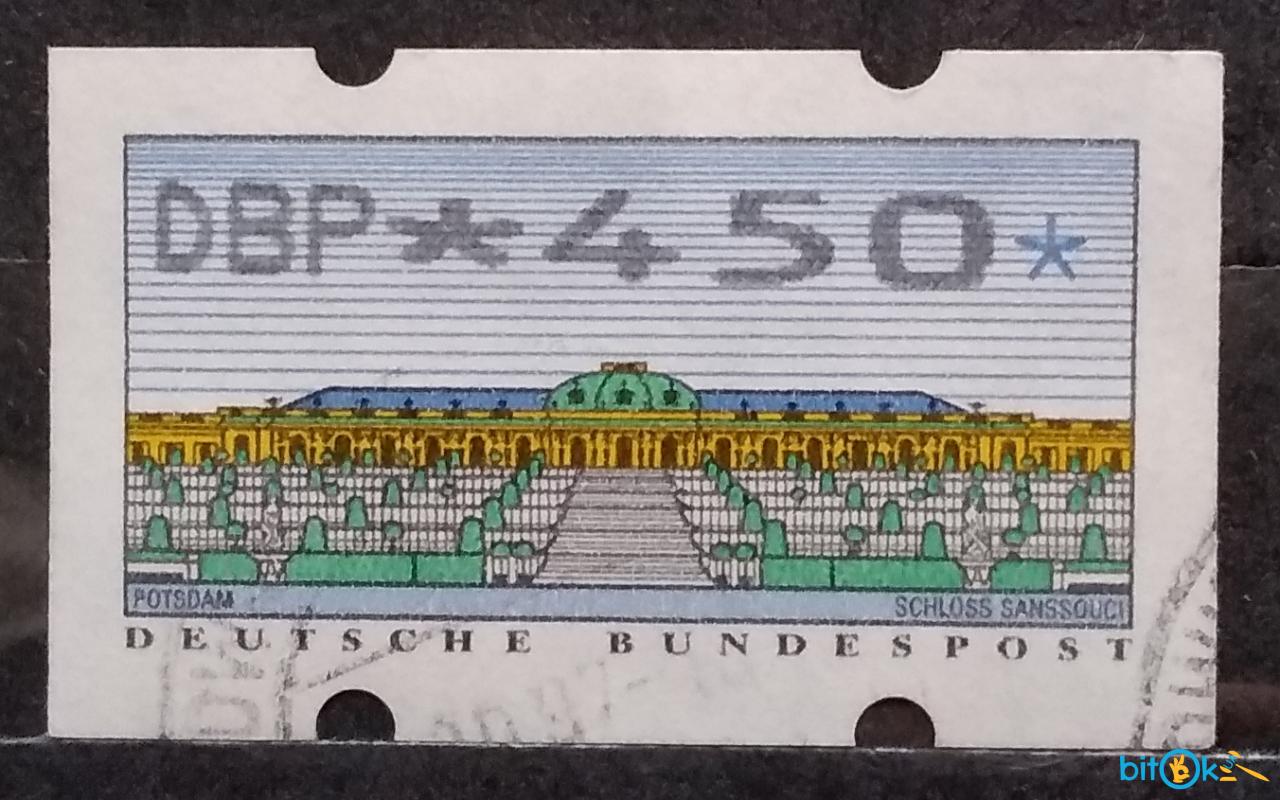 DBP*450*
POTSDAM
SCHLOSS SANSSOUCI
DEUTSCHE BUNDESPOST
bitOk